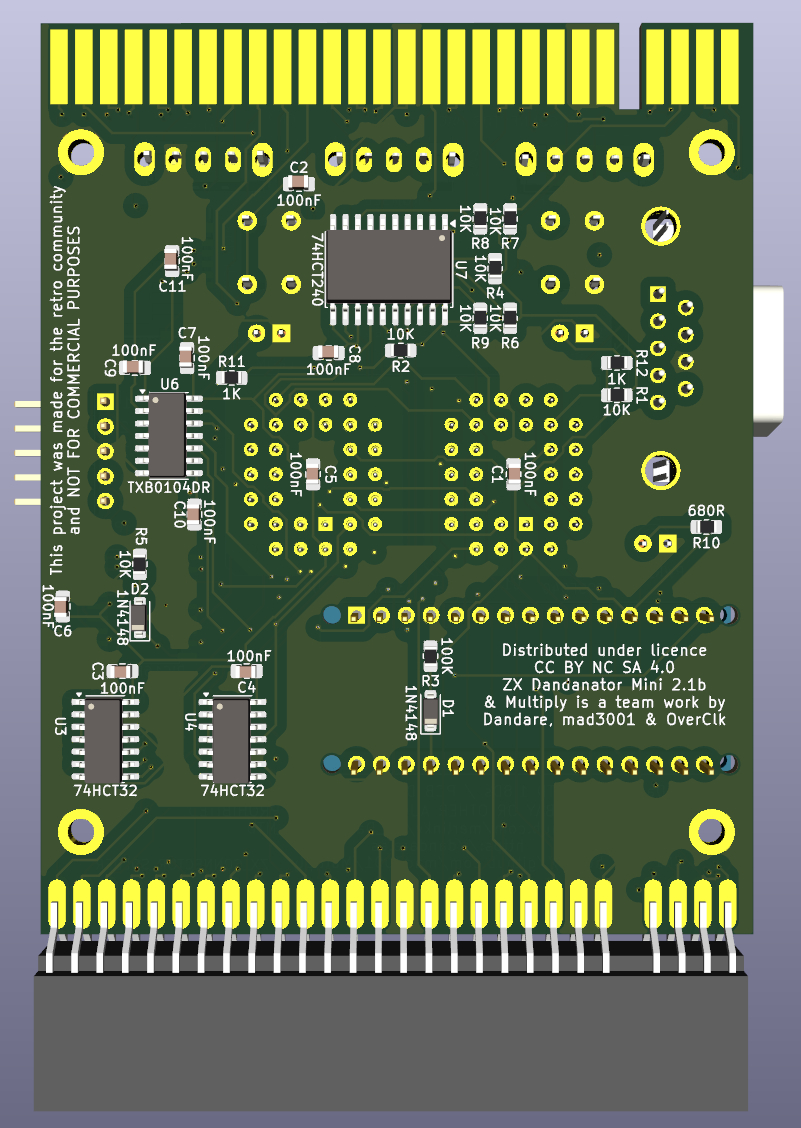 This project was made for the retro community
and NOT FOR COMMERCIAL PURPOSES
C2
100nF
100nF
C11
74HCT240
U7
10K
R8
10K
R7
10K
R4
10K
R9
10K
R6
10K
R2
C8
100nF
C7
100nF
100nF
C9
R11
1K
U6
TXB0104DR
R12
1K
R1
10K
100nF
C5
C1
100nF
C10
100nF
680R
R10
R5
10K
D2
1N4148
100nF
C6
C3
100nF
100nF
C4
U3
74HCT32
U4
74HCT32
100K
R3
1N4148
D1
Distributed under licence
CC BY NC SA 4.0
ZX Dandanator Mini 2.1b
& Multiply is a team work by
Dandare, mad3001 & OverClk